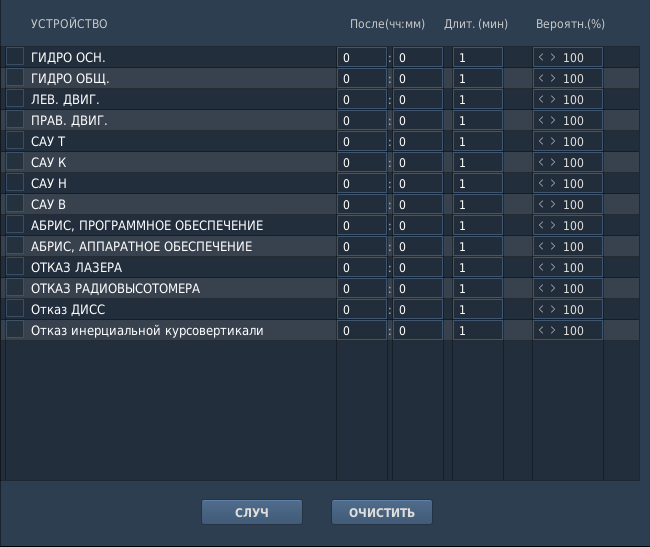 УСТРОЙСТВО После(чч:мм) Длит. (мин) Вероятн.(%)
ГИДРО ОСН. 0 : 0 1 < > 100
ГИДРО ОБЩ. 0 : 0 1 < > 100
ЛЕВ. ДВИГ. 0 : 0 1 < > 100
ПРАВ. ДВИГ. 0 : 0 1 < > 100
САУ Т 0 : 0 1 < > 100
САУ К 0 : 0 1 < > 100
САУ Н 0 : 0 1 < > 100
САУ В 0 : 0 1 < > 100
АБРИС, ПРОГРАММНОЕ ОБЕСПЕЧЕНИЕ 0 : 0 1 < > 100
АБРИС, АППАРАТНОЕ ОБЕСПЕЧЕНИЕ 0 : 0 1 < > 100
ОТКАЗ ЛАЗЕРА 0 : 0 1 < > 100
ОТКАЗ РАДИОВЫСОТОМЕРА 0 : 0 1 < > 100
Отказ ДИСС 0 : 0 1 < > 100
Отказ инерциальной курсовертикали 0 : 0 1 < > 100
СЛУЧ ОЧИСТИТЬ